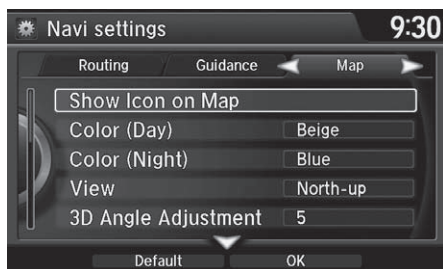 Navi settings 9:30
Routing Guidance Map
Show Icon on Map
Color (Day) Beige
Color (Night) Blue
View North-up
3D Angle Adjustment 5
Default OK